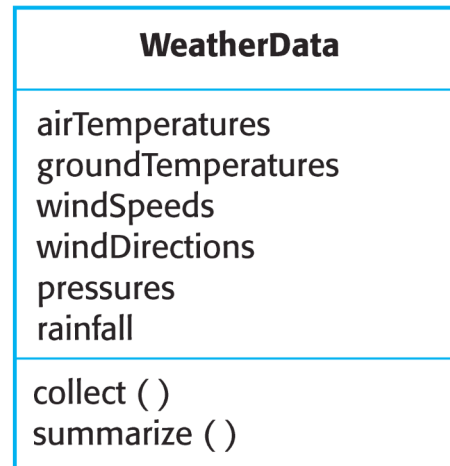 WeatherData
airTemperatures
groundTemperatures
windSpeeds
windDirections
pressures
rainfall
collect ( )
summarize ( )